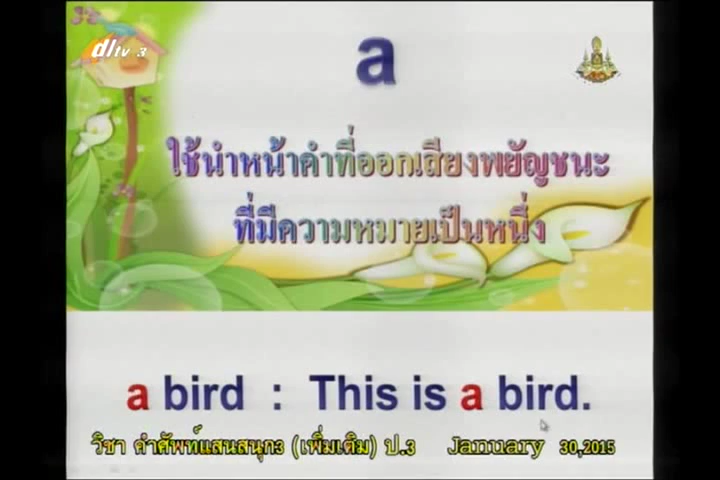 dltv 3
a
ใช้นำหน้าคำที่ออกเสียงพยัญชนะ
ที่มีความหมายเป็นหนึ่ง
a bird : This is a bird.
วิชา คำศัพท์แสนสนุก3 (เพิ่มเติม) ป.3 January 30,2015